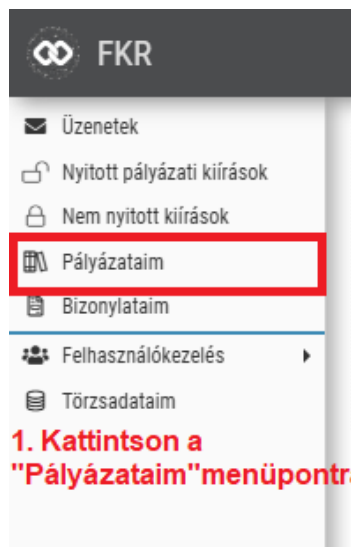 FKR
Üzenetek
Nyitott pályázati kiírások
Nem nyitott kiírások
Pályázataim
Bizonylataim
Felhasználókezelés
Törzsadataim
1. Kattintson a
"Pályázataim"menüpontra